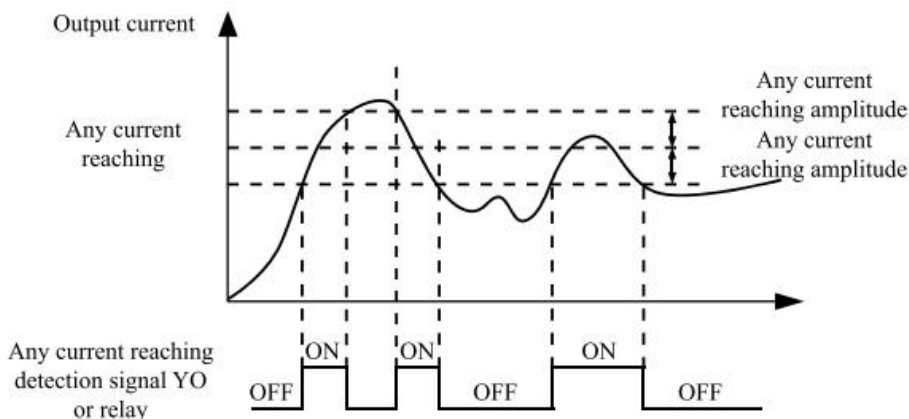 Output current
Any current
reaching amplitude
Any current
reaching
Any current
reaching amplitude
Any current reaching
detection signal YO
or relay
OFF
ON
ON
OFF
ON
OFF